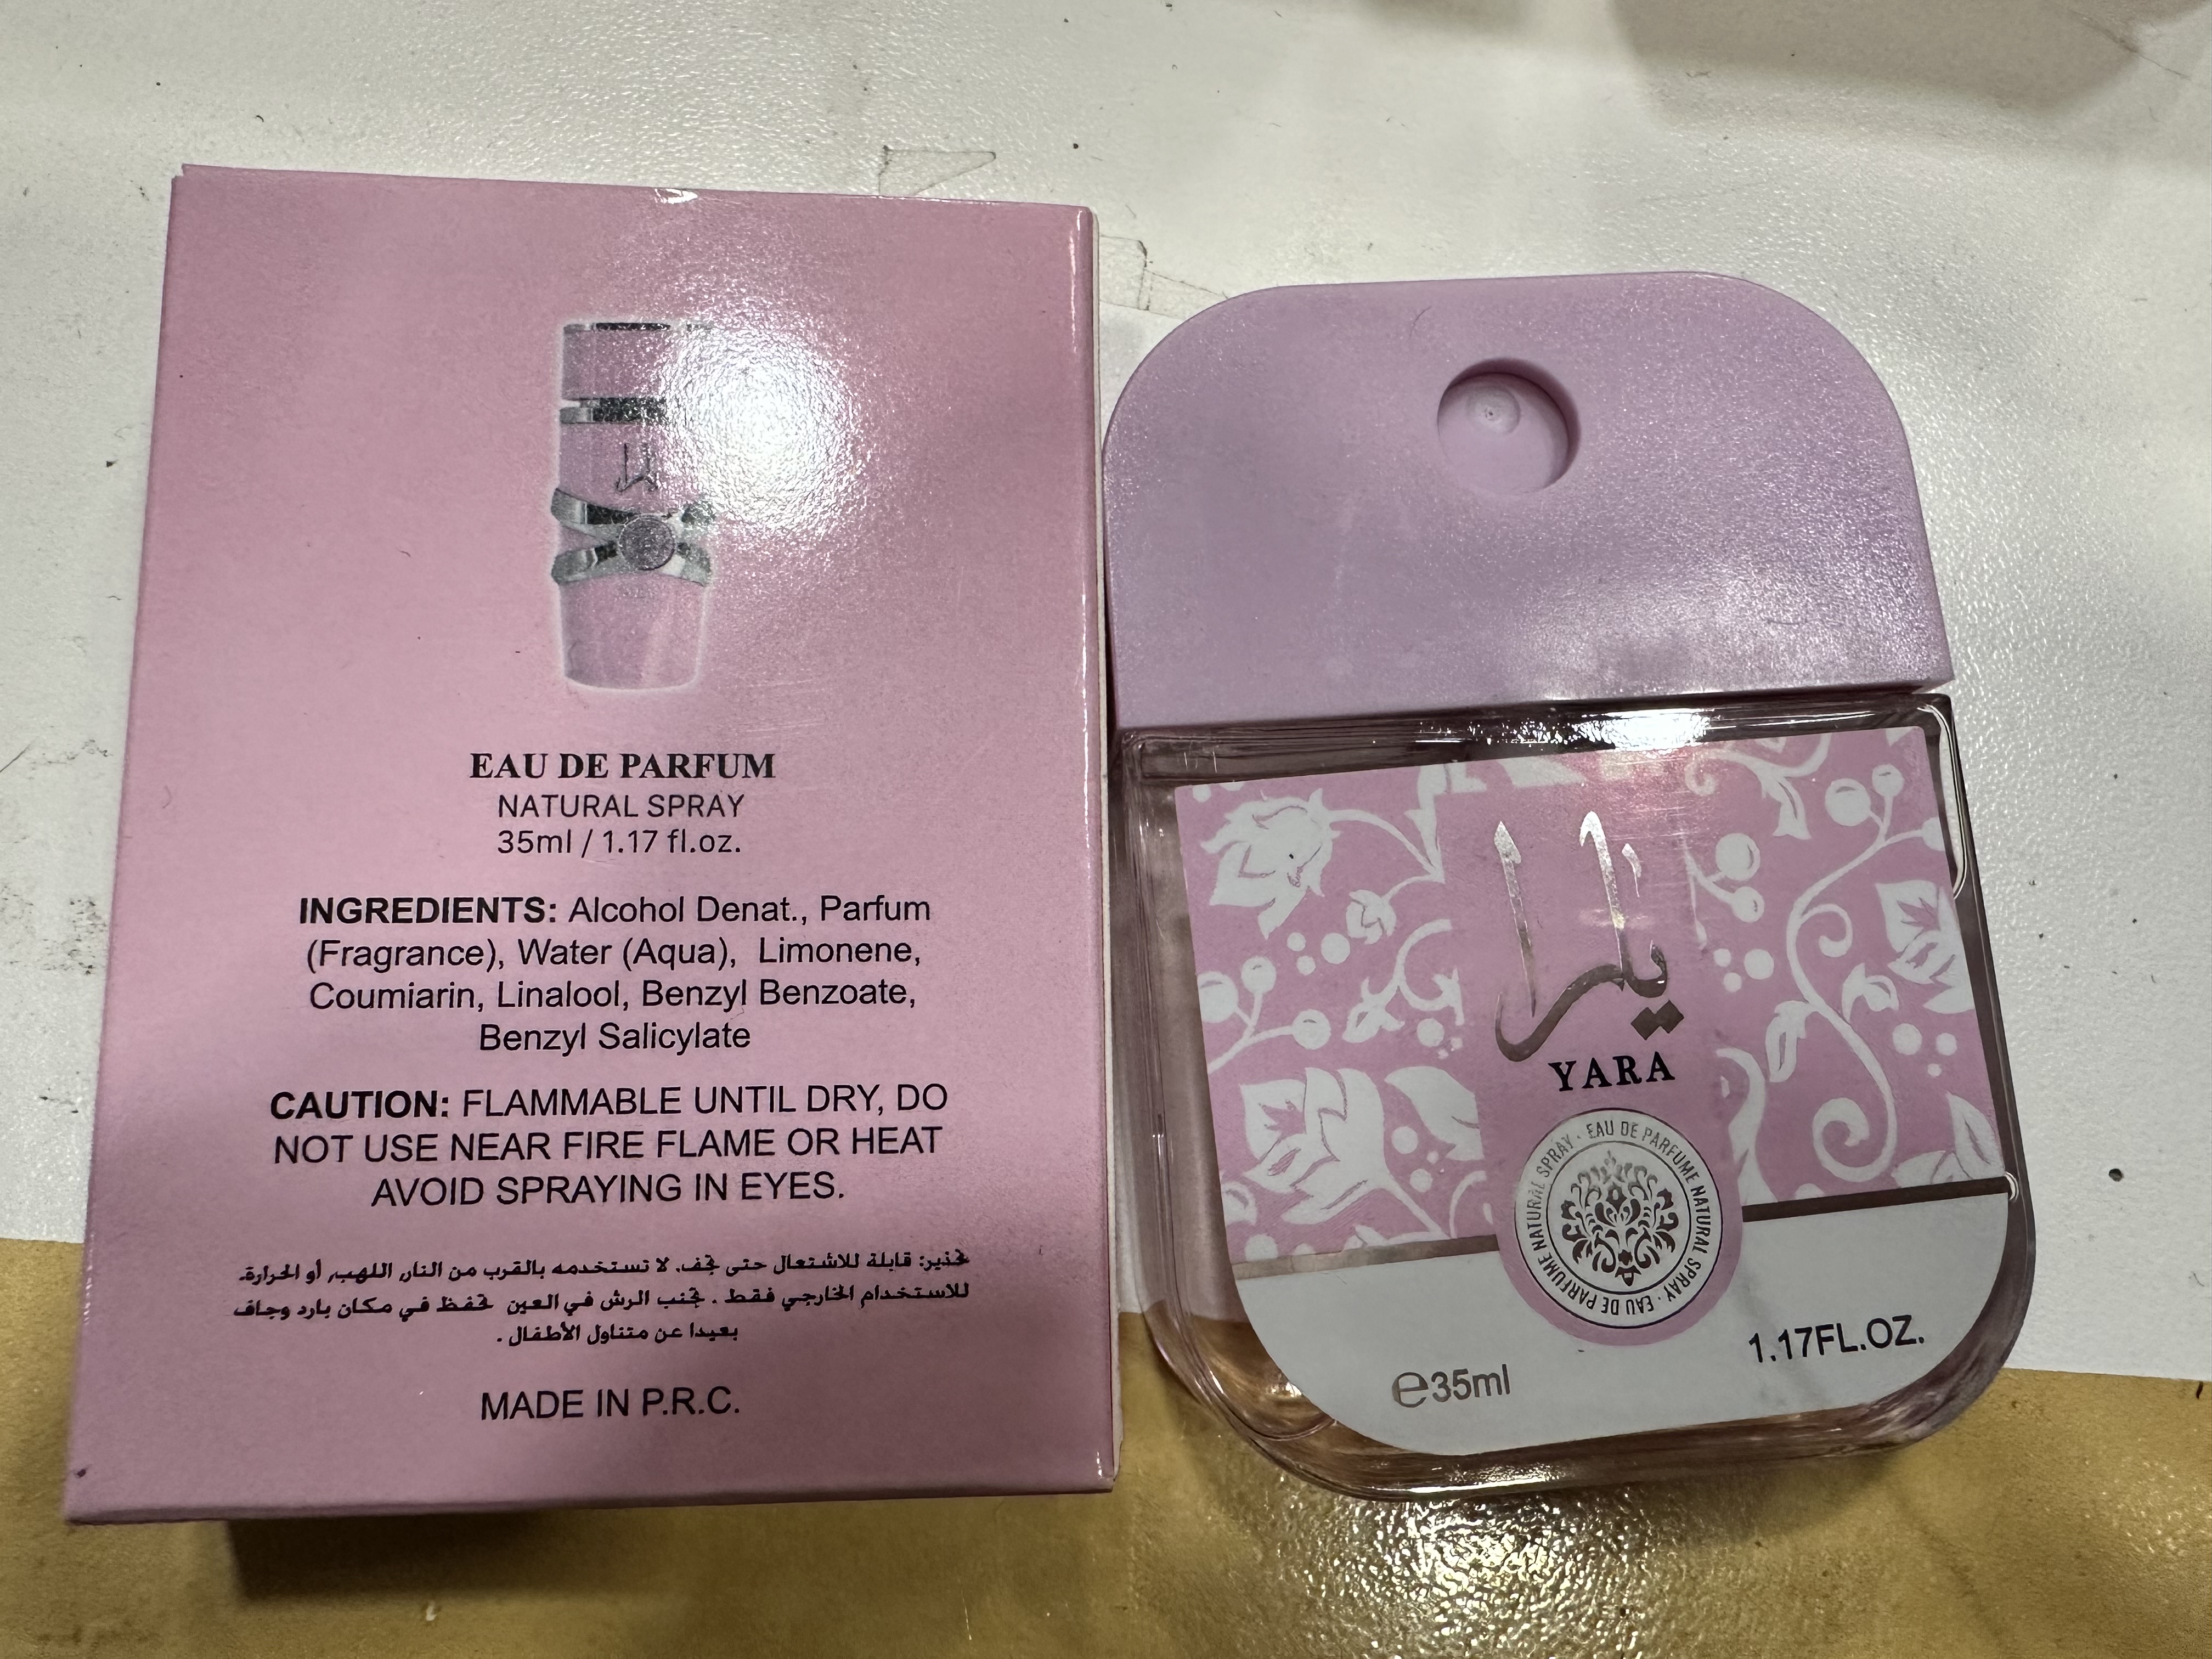 يارا
EAU DE PARFUM
NATURAL SPRAY
35ml / 1.17 fl.oz.
INGREDIENTS: Alcohol Denat., Parfum
(Fragrance), Water (Aqua), Limonene,
Coumiarin, Linalool, Benzyl Benzoate,
Benzyl Salicylate
CAUTION: FLAMMABLE UNTIL DRY, DO
NOT USE NEAR FIRE FLAME OR HEAT
AVOID SPRAYING IN EYES.
تحذير: قابلة للاشتعال حتى تجف. لا تستخدمه بالقرب من النار, اللهب, أو الحرارة.
للاستخدام الخارجي فقط . تجنب الرش في العين تحفظ في مكان بارد وجاف
بعيدا عن متناول الأطفال .
MADE IN P.R.C.
يارا
YARA
NATURAL SPRAY · EAU DE PARFUME NATURAL SPRAY · EAU DE PARFUME
℮35ml
1.17FL.OZ.